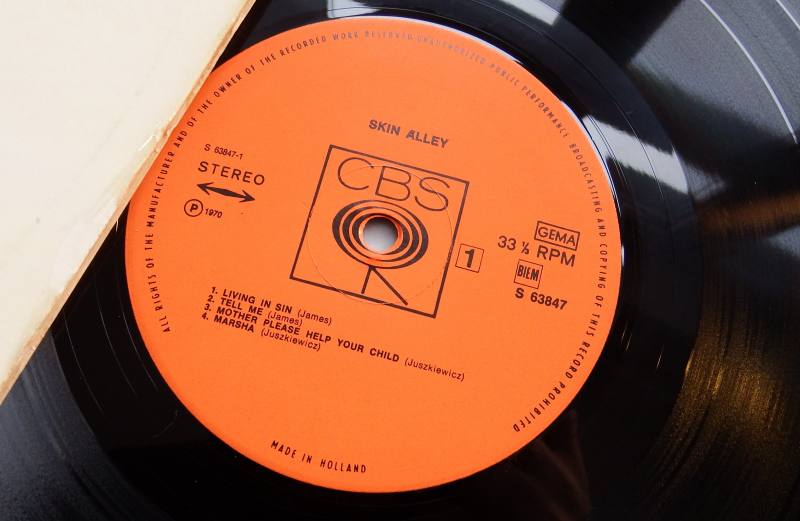 ALL RIGHTS OF THE MANUFACTURER AND OF THE OWNER OF THE RECORDED WORK RESERVED UNAUTHORIZED PUBLIC PERFORMANCE BROADCASTING AND COPYING OF THIS RECORD PROHIBITED
SKIN ALLEY
S 63847-1
STEREO
Ⓟ 1970
CBS
1
GEMA
33 ⅓ RPM
BIEM
S 63847
1. LIVING IN SIN (James)
2. TELL ME (James)
3. MOTHER PLEASE HELP YOUR CHILD (Juszkiewicz)
4. MARSHA (Juszkiewicz)
MADE IN HOLLAND